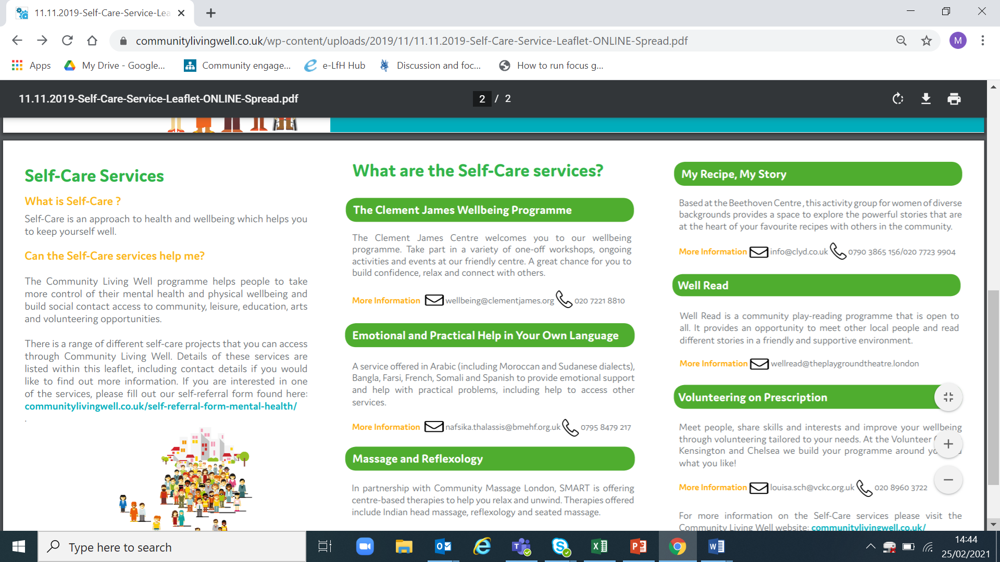 11.11.2019-Self-Care-Service-Lea
communitylivingwell.co.uk/wp-content/uploads/2019/11/11.11.2019-Self-Care-Service-Leaflet-ONLINE-Spread.pdf
M
Apps
My Drive - Google...
Community engage...
e-LfH Hub
Discussion and foc...
How to run focus g...
11.11.2019-Self-Care-Service-Leaflet-ONLINE-Spread.pdf
2 / 2
Self-Care Services
What is Self-Care ?
Self-Care is an approach to health and wellbeing which helps you
to keep yourself well.
Can the Self-Care services help me?
The Community Living Well programme helps people to take
more control of their mental health and physical wellbeing and
build social contact access to community, leisure, education, arts
and volunteering opportunities.
There is a range of different self-care projects that you can access
through Community Living Well. Details of these services are
listed within this leaflet, including contact details if you would
like to find out more information. If you are interested in one
of the services, please fill out our self-referral form found here:
communitylivingwell.co.uk/self-referral-form-mental-health/
.
What are the Self-Care services?
The Clement James Wellbeing Programme
The Clement James Centre welcomes you to our wellbeing
programme. Take part in a variety of one-off workshops, ongoing
activities and events at our friendly centre. A great chance for you to
build confidence, relax and connect with others.
More Information wellbeing@clementjames.org 020 7221 8810
Emotional and Practical Help in Your Own Language
A service offered in Arabic (including Moroccan and Sudanese dialects),
Bangla, Farsi, French, Somali and Spanish to provide emotional support
and help with practical problems, including help to access other
services.
More Information nafsika.thalassis@bmehf.org.uk 0795 8479 217
Massage and Reflexology
In partnership with Community Massage London, SMART is offering
centre-based therapies to help you relax and unwind. Therapies offered
include Indian head massage, reflexology and seated massage.
My Recipe, My Story
Based at the Beethoven Centre , this activity group for women of diverse
backgrounds provides a space to explore the powerful stories that are
at the heart of your favourite recipes with others in the community.
More Information info@clyd.co.uk 0790 3865 156/020 7723 9904
Well Read
Well Read is a community play-reading programme that is open to
all. It provides an opportunity to meet other local people and read
different stories in a friendly and supportive environment.
More Information wellread@theplaygroundtheatre.london
Volunteering on Prescription
Meet people, share skills and interests and improve your wellbeing
through volunteering tailored to your needs. At the Volunteer
Kensington and Chelsea we build your programme around
what you like!
More Information louisa.sch@vckc.org.uk 020 8960 3722
For more information on the Self-Care services please visit the
Community Living Well website: communitylivingwell.co.uk/
Type here to search
14:44
25/02/2021